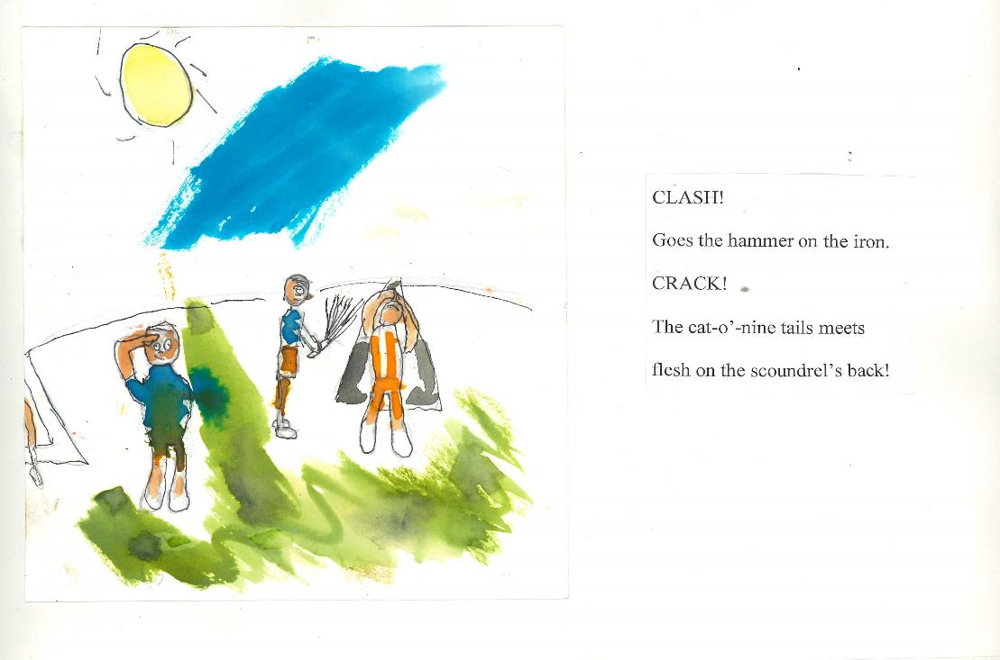 CLASH!
Goes the hammer on the iron.
CRACK!
The cat-o’-nine tails meets
flesh on the scoundrel’s back!